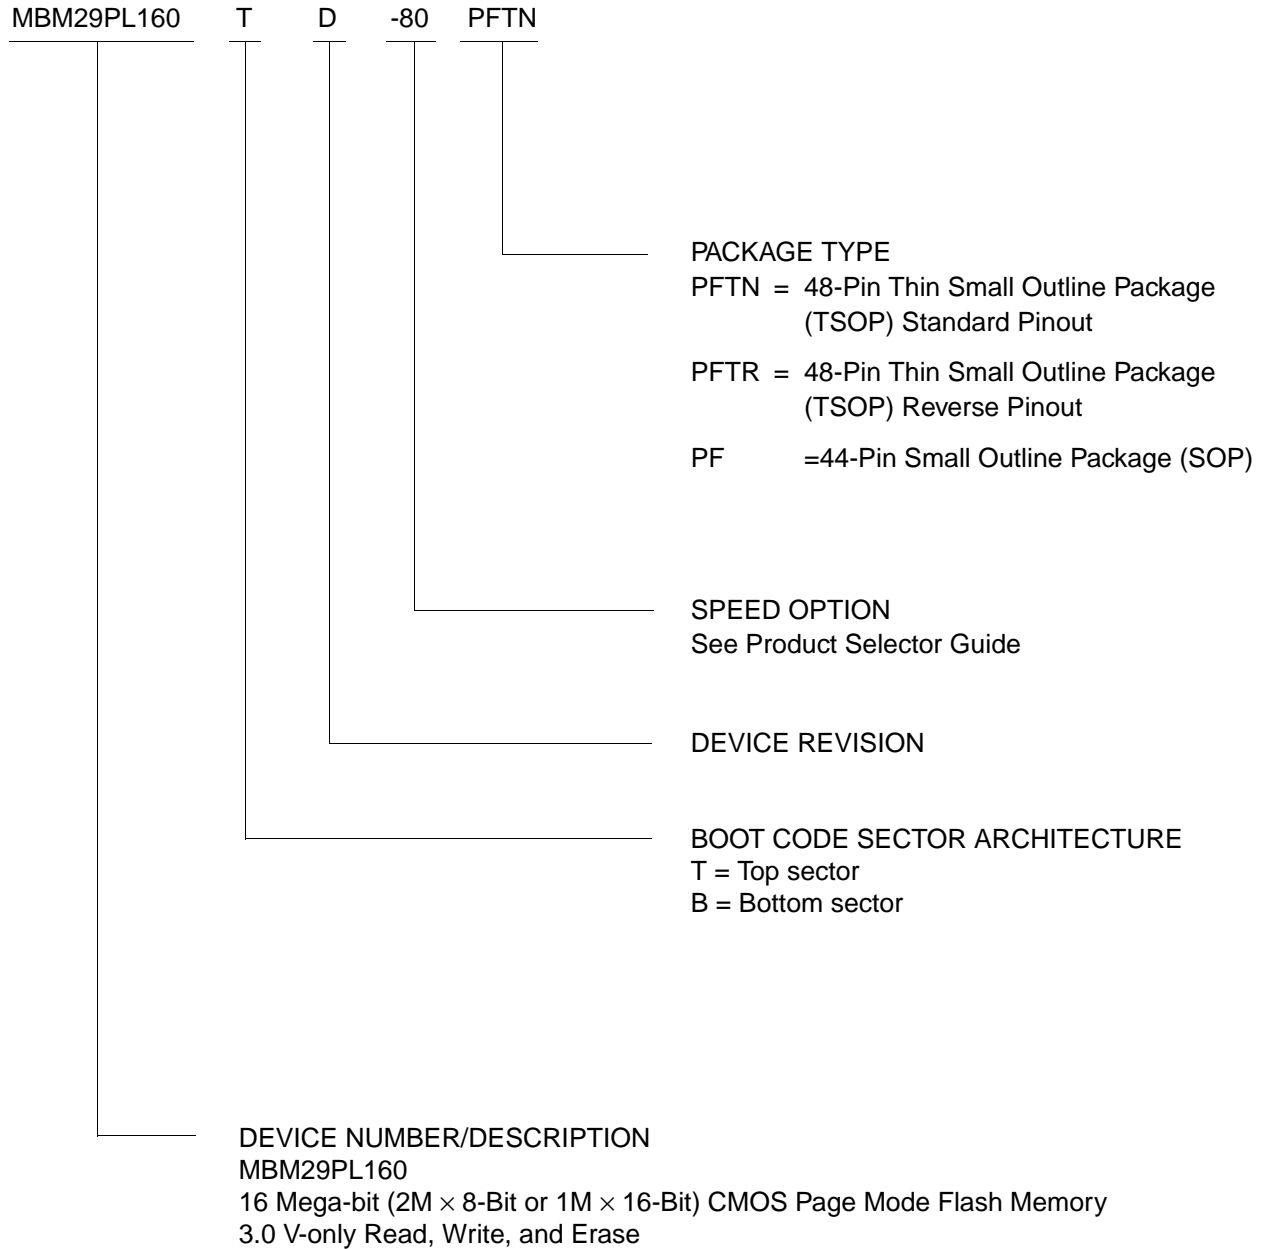 MBM29PL160 T D -80 PFTN
PACKAGE TYPE
PFTN = 48-Pin Thin Small Outline Package
(TSOP) Standard Pinout
PFTR = 48-Pin Thin Small Outline Package
(TSOP) Reverse Pinout
PF =44-Pin Small Outline Package (SOP)
SPEED OPTION
See Product Selector Guide
DEVICE REVISION
BOOT CODE SECTOR ARCHITECTURE
T = Top sector
B = Bottom sector
DEVICE NUMBER/DESCRIPTION
MBM29PL160
16 Mega-bit (2M × 8-Bit or 1M × 16-Bit) CMOS Page Mode Flash Memory
3.0 V-only Read, Write, and Erase